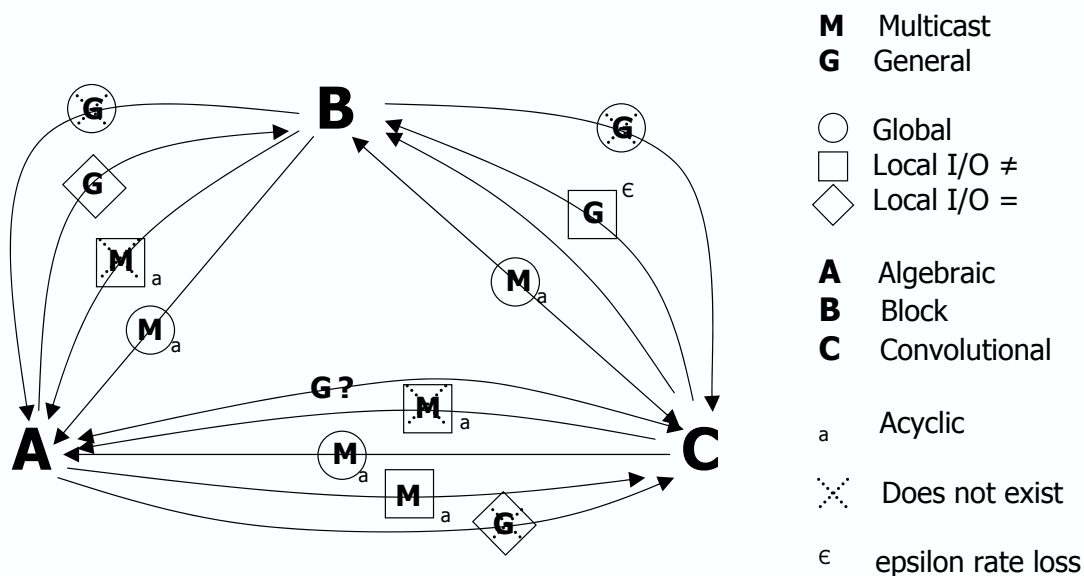 M Multicast
G General
Global
Local I/O ≠
Local I/O =
A Algebraic
B Block
C Convolutional
a Acyclic
Does not exist
ϵ epsilon rate loss
B
G
G
G
G ϵ
M a
M a
M a
G ?
M a
A
C
M a
M a
G